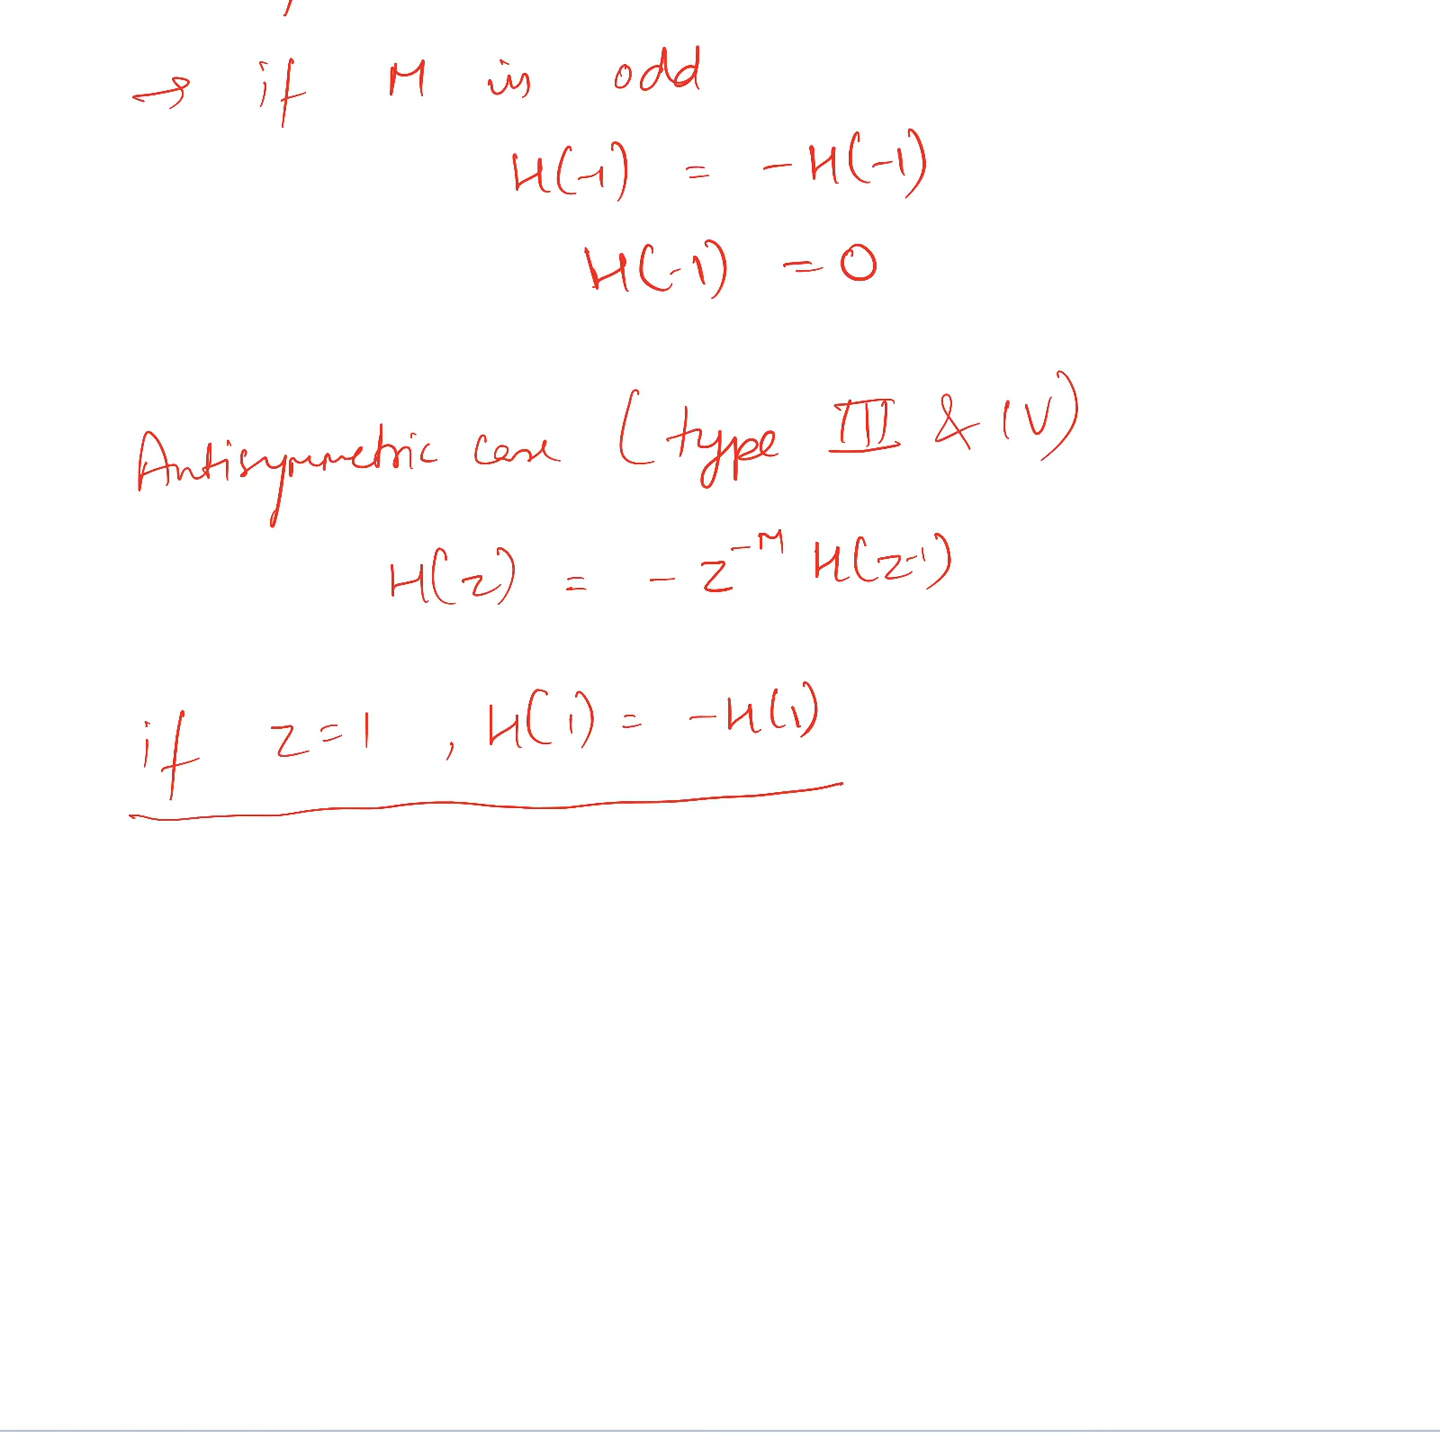 → if M is odd
H(-1) = -H(-1)
H(-1) = 0
Antisymmetric case (type III & IV)
H(z) = - z^{-M} H(z^{-1})
if z=1 , H(1) = -H(1)